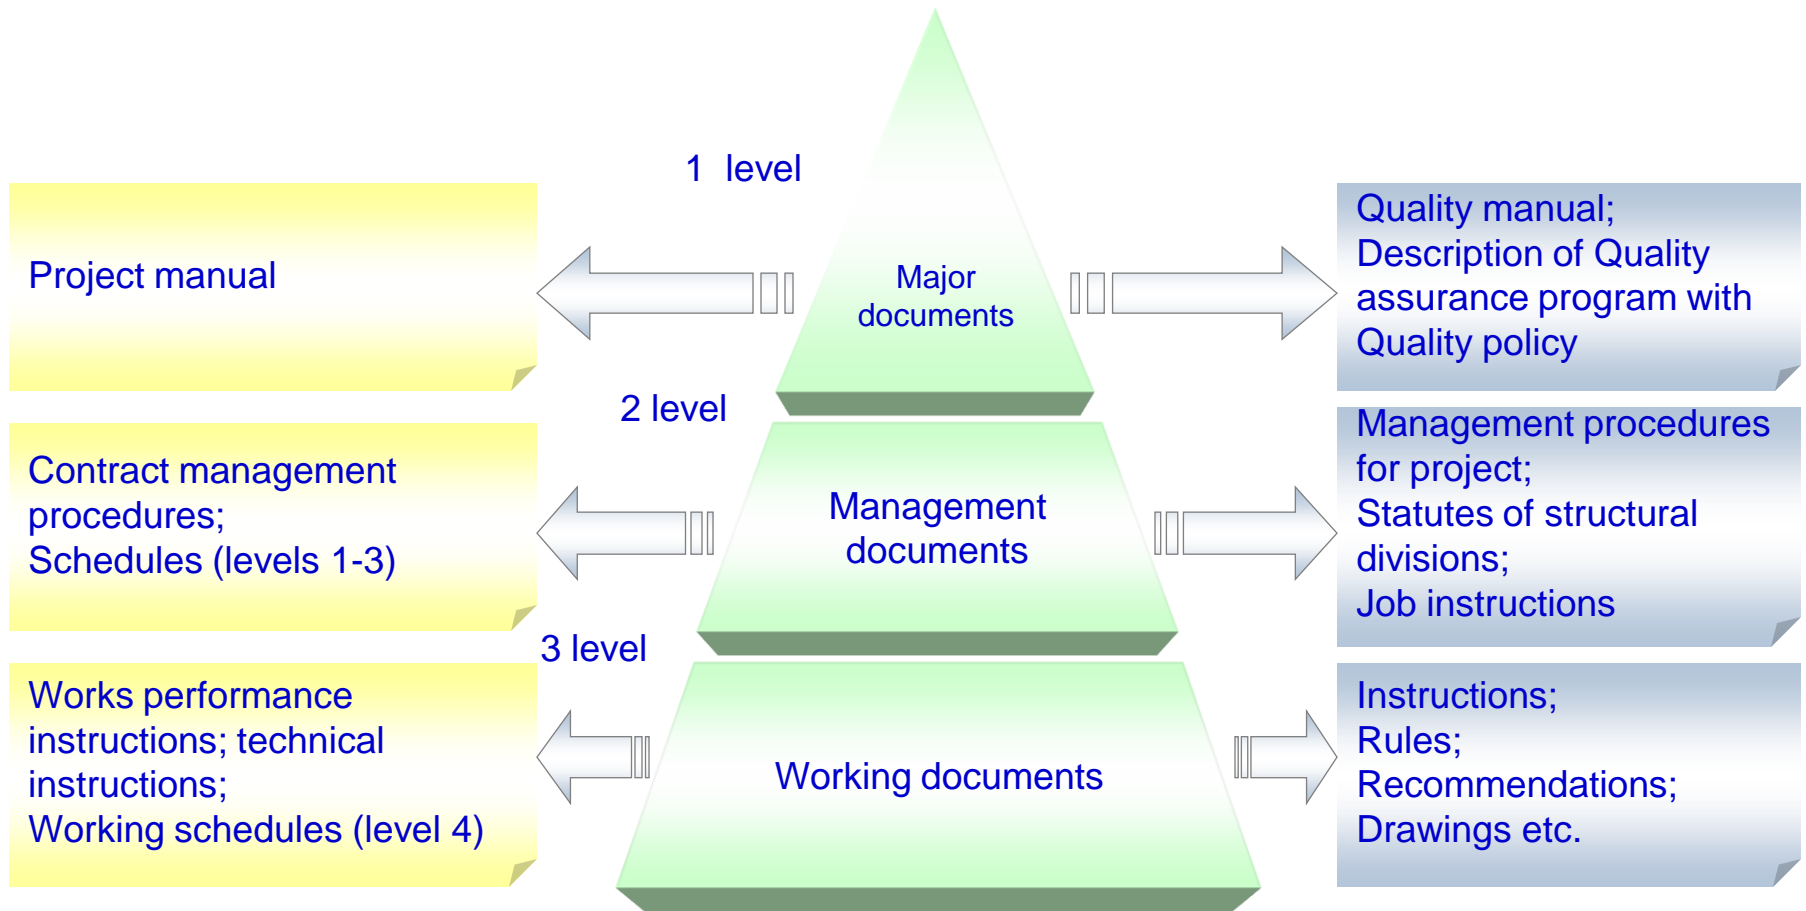 1 level
Project manual
Major
documents
Quality manual;
Description of Quality
assurance program with
Quality policy
2 level
Contract management
procedures;
Schedules (levels 1-3)
Management
documents
Management procedures
for project;
Statutes of structural
divisions;
Job instructions
3 level
Works performance
instructions; technical
instructions;
Working schedules (level 4)
Working documents
Instructions;
Rules;
Recommendations;
Drawings etc.